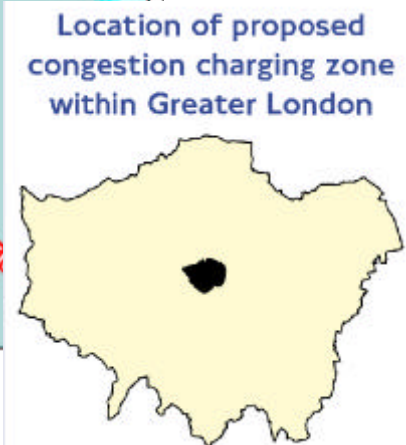 Location of proposed
congestion charging zone
within Greater London